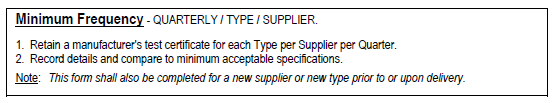 Minimum Frequency - QUARTERLY / TYPE / SUPPLIER.
1. Retain a manufacturer's test certificate for each Type per Supplier per Quarter.
2. Record details and compare to minimum acceptable specifications.
Note: This form shall also be completed for a new supplier or new type prior to or upon delivery.